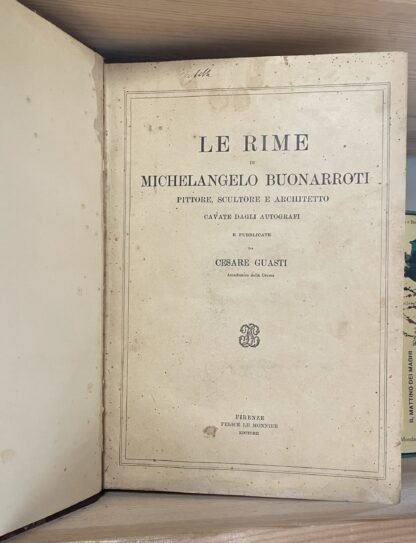 LE RIME
DI
MICHELANGELO BUONARROTI
PITTORE, SCULTORE E ARCHITETTO
CAVATE DAGLI AUTOGRAFI
E PUBBLICATE
DA
CESARE GUASTI
Accademico della Crusca
FIRENZE
FELICE LE MONNIER
EDITORE
IL MATTINO DEI MAGHI